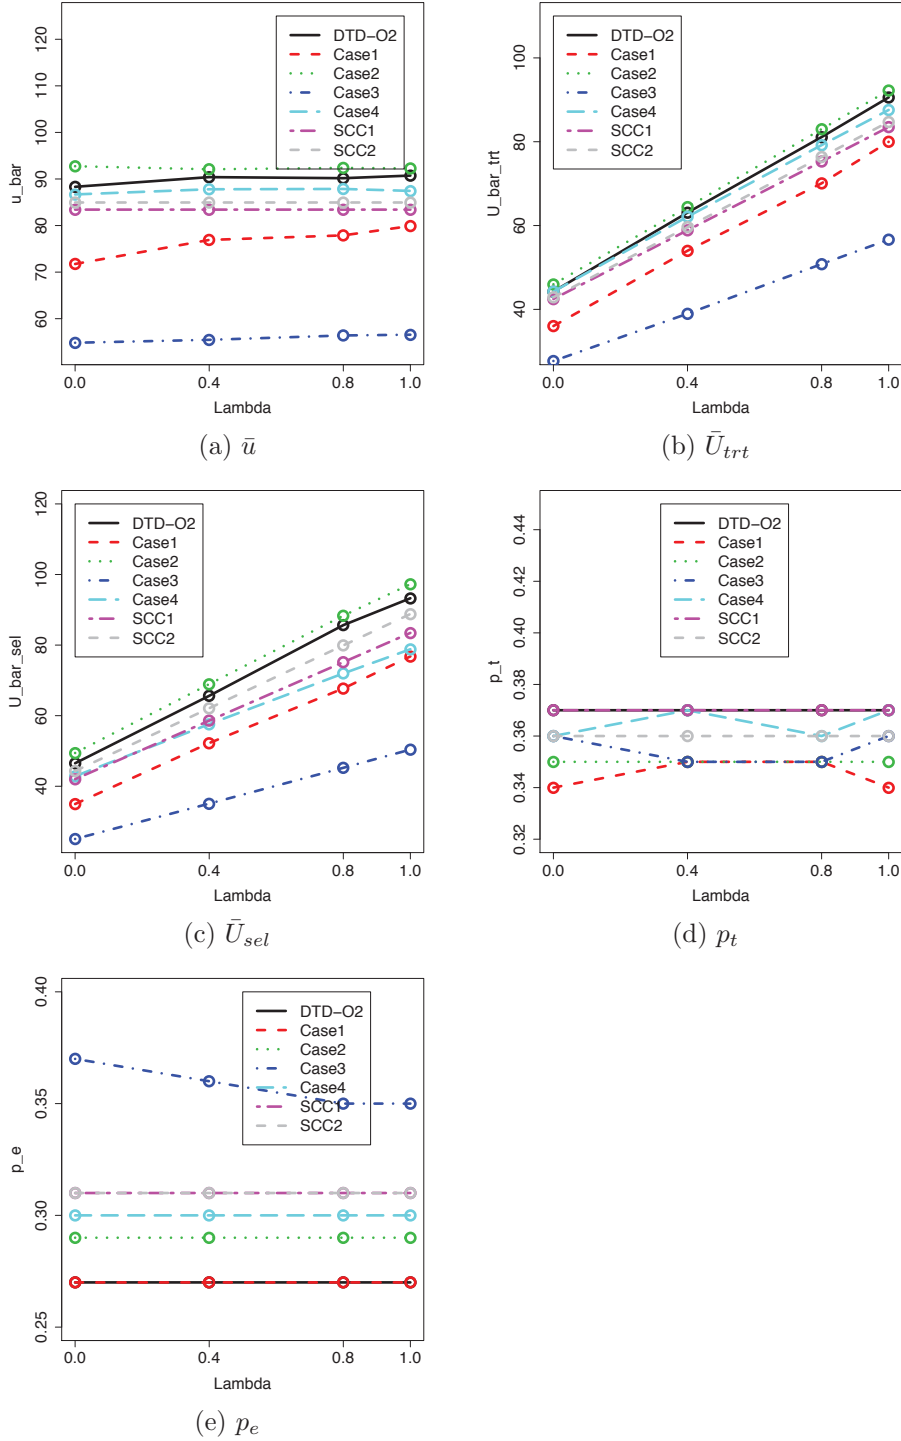 u_bar
60 70 80 90 100 120
DTD-O2
Case1
Case2
Case3
Case4
SCC1
SCC2
0.0 0.4 0.8 1.0
Lambda
(a) ū
U_bar_trt
40 60 80 100
DTD-O2
Case1
Case2
Case3
Case4
SCC1
SCC2
0.0 0.4 0.8 1.0
Lambda
(b) Ū_trt
U_bar_sel
40 60 80 100 120
DTD-O2
Case1
Case2
Case3
Case4
SCC1
SCC2
0.0 0.4 0.8 1.0
Lambda
(c) Ū_sel
p_t
0.32 0.34 0.36 0.38 0.40 0.42 0.44
DTD-O2
Case1
Case2
Case3
Case4
SCC1
SCC2
0.0 0.4 0.8 1.0
Lambda
(d) p_t
p_e
0.25 0.30 0.35 0.40
DTD-O2
Case1
Case2
Case3
Case4
SCC1
SCC2
0.0 0.4 0.8 1.0
Lambda
(e) p_e